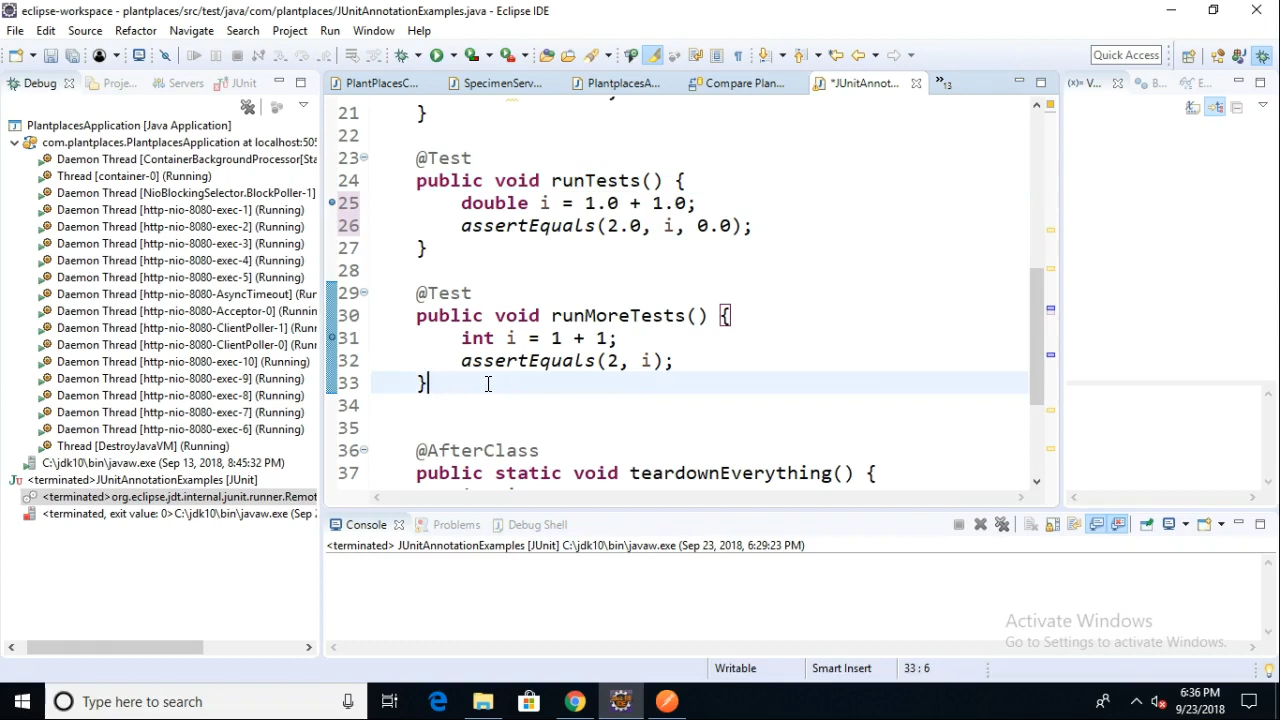 eclipse-workspace - plantplaces/src/test/java/com/plantplaces/JUnitAnnotationExamples.java - Eclipse IDE
File Edit Source Refactor Navigate Search Project Run Window Help
Quick Access
Debug Proje... Servers JUnit
PlantPlacesC... SpecimenServ... PlantplacesA... Compare Plan... *JUnitAnnot... »13
(x)= V... B... E...
PlantplacesApplication [Java Application]
com.plantplaces.PlantplacesApplication at localhost:505
Daemon Thread [ContainerBackgroundProcessor[Sta
Thread [container-0] (Running)
Daemon Thread [NioBlockingSelector.BlockPoller-1]
Daemon Thread [http-nio-8080-exec-1] (Running)
Daemon Thread [http-nio-8080-exec-2] (Running)
Daemon Thread [http-nio-8080-exec-3] (Running)
Daemon Thread [http-nio-8080-exec-4] (Running)
Daemon Thread [http-nio-8080-exec-5] (Running)
Daemon Thread [http-nio-8080-AsyncTimeout] (Run
Daemon Thread [http-nio-8080-Acceptor-0] (Runnin
Daemon Thread [http-nio-8080-ClientPoller-1] (Runn
Daemon Thread [http-nio-8080-ClientPoller-0] (Runn
Daemon Thread [http-nio-8080-exec-10] (Running)
Daemon Thread [http-nio-8080-exec-9] (Running)
Daemon Thread [http-nio-8080-exec-8] (Running)
Daemon Thread [http-nio-8080-exec-7] (Running)
Daemon Thread [http-nio-8080-exec-6] (Running)
Thread [DestroyJavaVM] (Running)
C:\jdk10\bin\javaw.exe (Sep 13, 2018, 8:45:32 PM)
<terminated>JUnitAnnotationExamples [JUnit]
<terminated>org.eclipse.jdt.internal.junit.runner.Remot
<terminated, exit value: 0>C:\jdk10\bin\javaw.exe (Sep
21 }
22
23 @Test
24 public void runTests() {
25 double i = 1.0 + 1.0;
26 assertEquals(2.0, i, 0.0);
27 }
28
29 @Test
30 public void runMoreTests() {
31 int i = 1 + 1;
32 assertEquals(2, i);
33 }
34
35
36 @AfterClass
37 public static void teardownEverything() {
Console Problems Debug Shell
<terminated> JUnitAnnotationExamples [JUnit] C:\jdk10\bin\javaw.exe (Sep 23, 2018, 6:29:23 PM)
Activate Windows
Go to Settings to activate Windows.
Writable Smart Insert 33 : 6
Type here to search
6:36 PM
9/23/2018